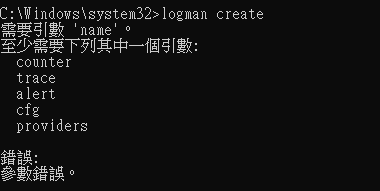 C:\Windows\system32>logman create
需要引數 'name'。
至少需要下列其中一個引數:
  counter
  trace
  alert
  cfg
  providers

錯誤:
參數錯誤。